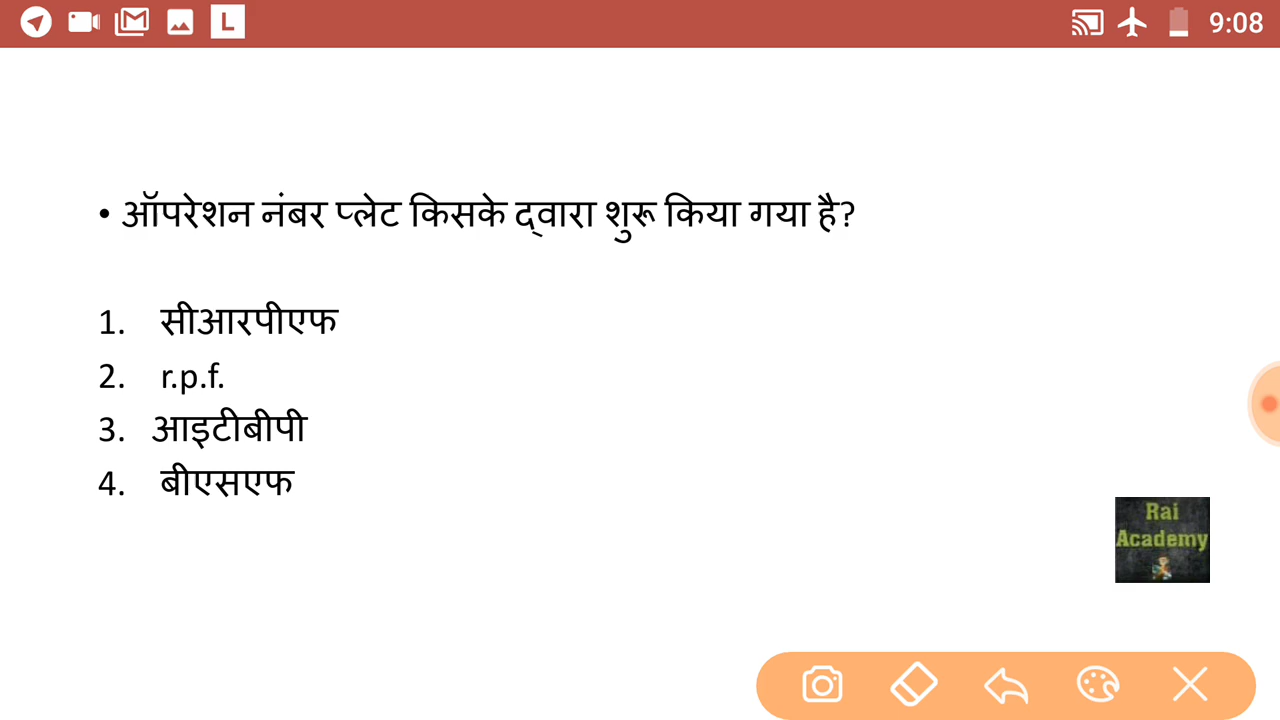 L 9:08
• ऑपरेशन नंबर प्लेट किसके द्वारा शुरू किया गया है?
1. सीआरपीएफ
2. r.p.f.
3. आइटीबीपी
4. बीएसएफ
Rai
Academy